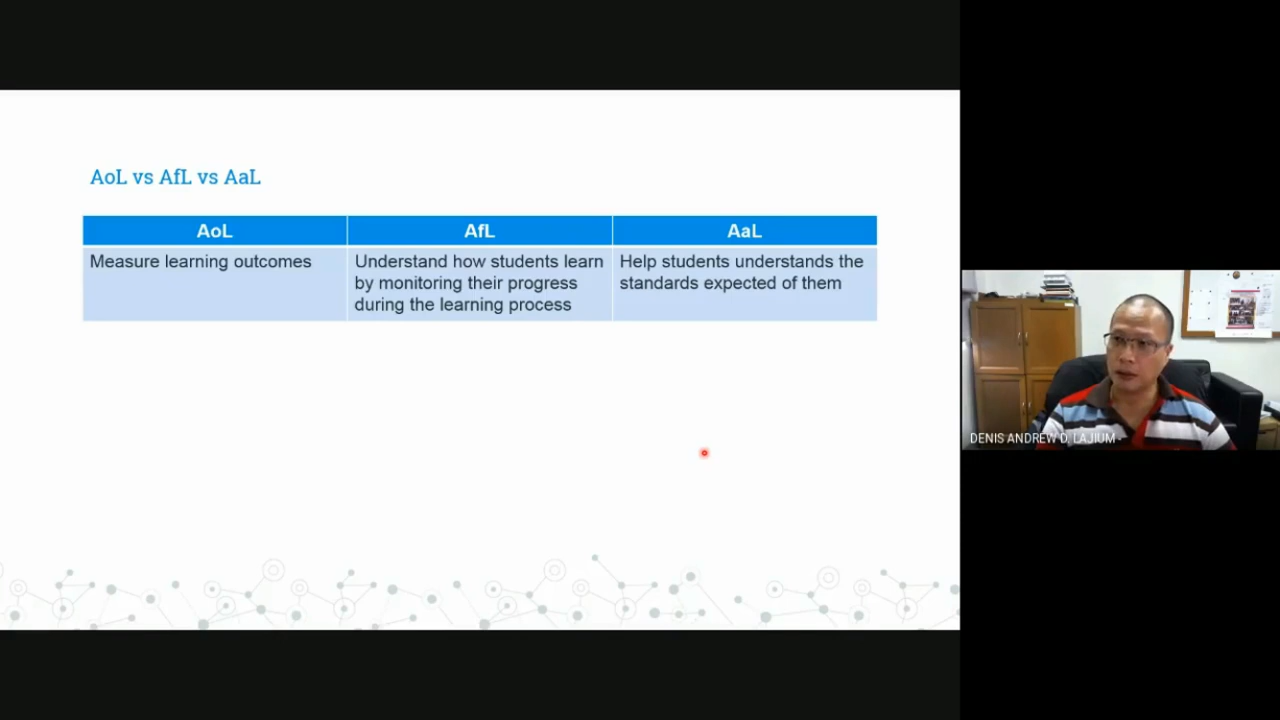 AoL vs AfL vs AaL
AoL
AfL
AaL
Measure learning outcomes
Understand how students learn
by monitoring their progress
during the learning process
Help students understands the
standards expected of them
DENIS ANDREW D. LAJIUM -